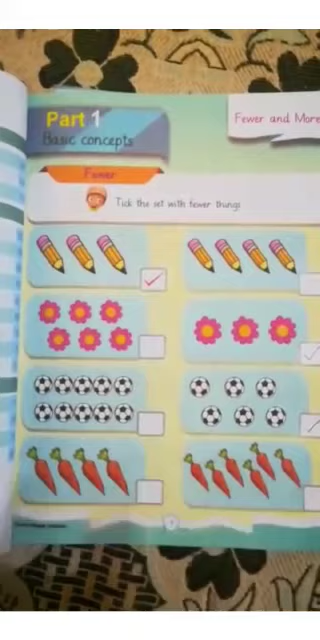 Part 1
Basic concepts
Fewer and More
Fewer
Tick the set with fewer things